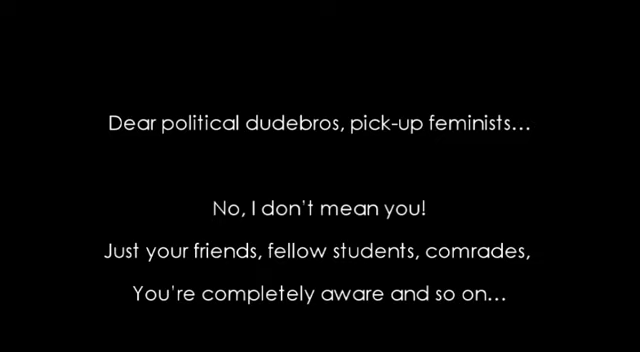 Dear political dudebros, pick-up feminists…
No, I don't mean you!
Just your friends, fellow students, comrades,
You're completely aware and so on…